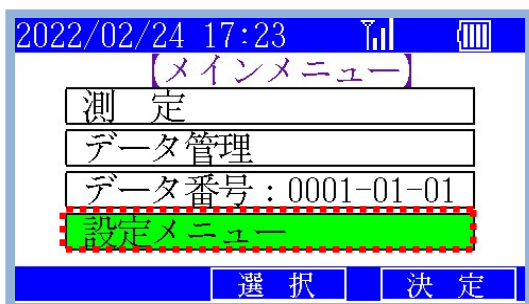 2022/02/24 17:23
【メインメニュー】
測 定
データ管理
データ番号：0001-01-01
設定メニュー
選 択 決 定